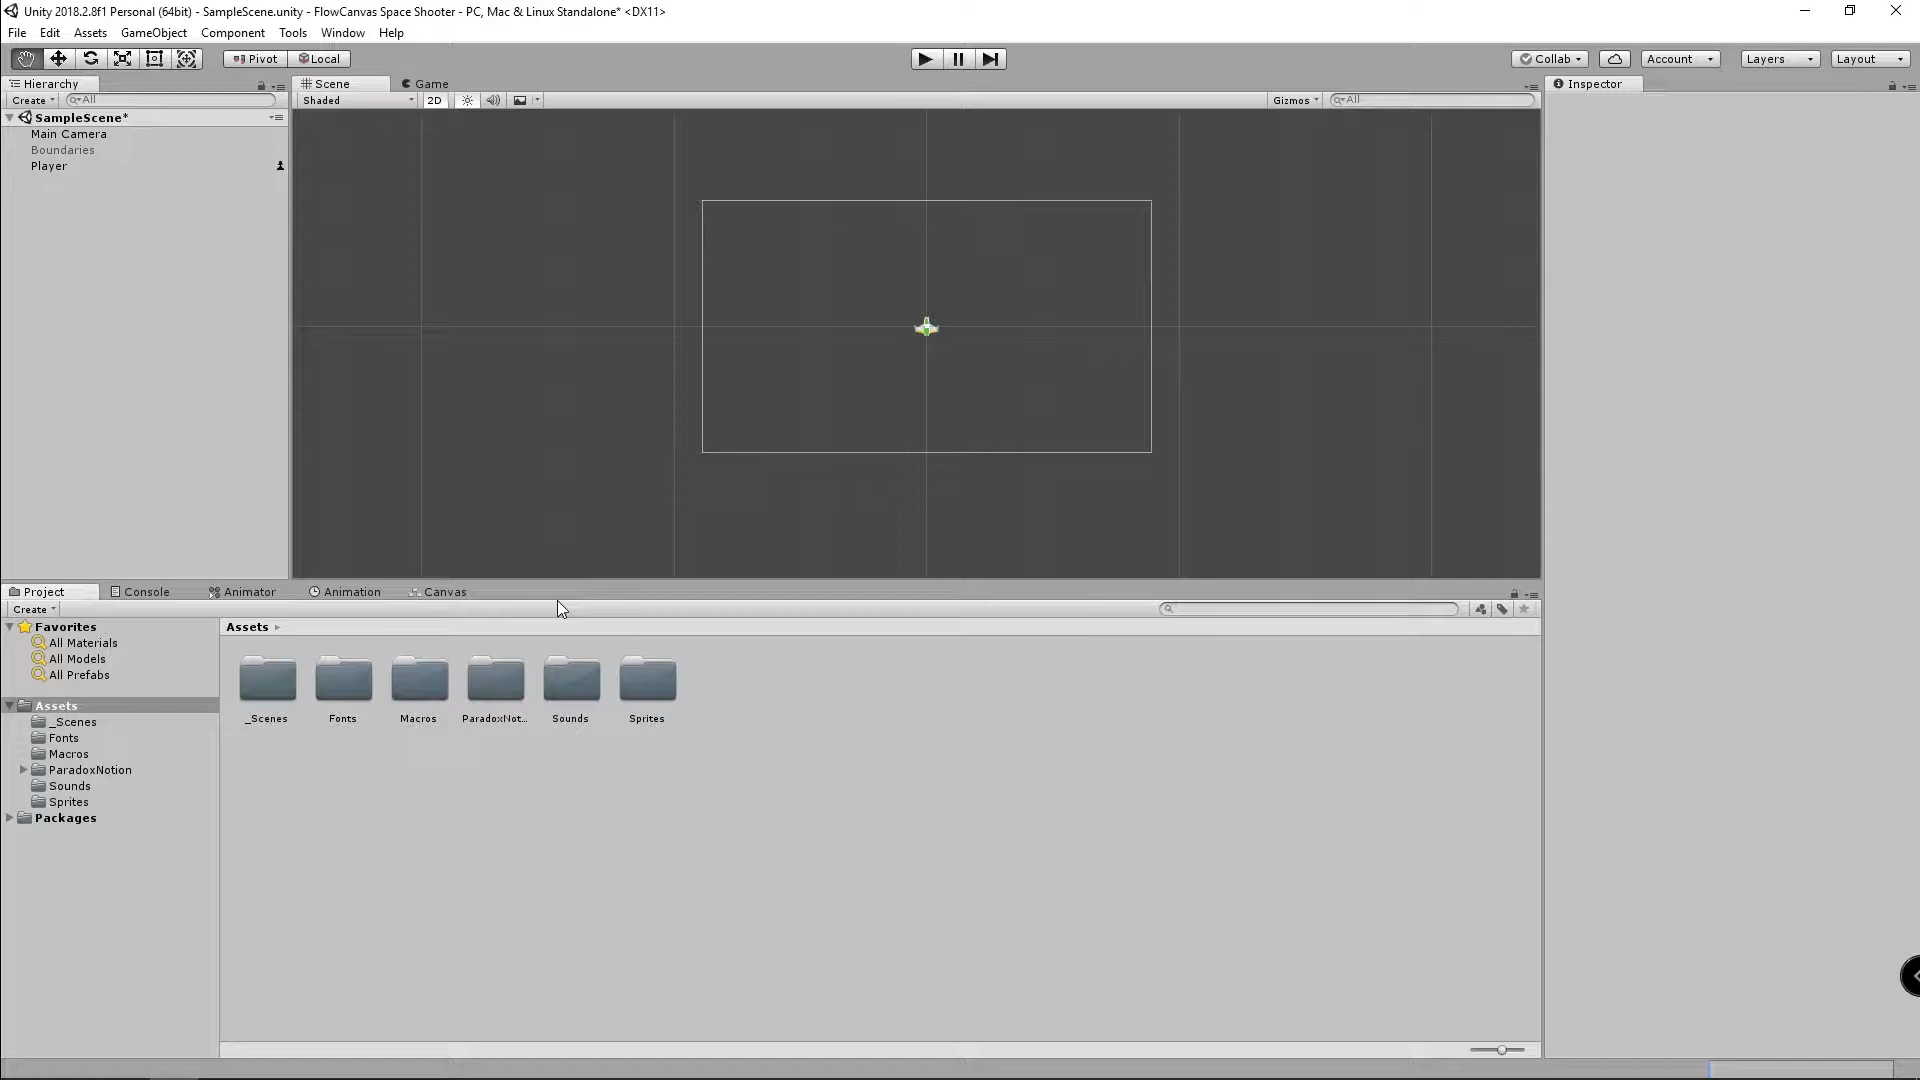 Unity 2018.2.8f1 Personal (64bit) - SampleScene.unity - FlowCanvas Space Shooter - PC, Mac & Linux Standalone* <DX11>
File Edit Assets GameObject Component Tools Window Help
Pivot Local Collab Account Layers Layout
Hierarchy Scene Game Inspector
Create All Shaded 2D Gizmos All
SampleScene*
Main Camera
Boundaries
Player
Project Console Animator Animation Canvas
Create
Favorites Assets
All Materials
All Models
All Prefabs
Assets
_Scenes Fonts Macros ParadoxNot... Sounds Sprites
_Scenes
Fonts
Macros
ParadoxNotion
Sounds
Sprites
Packages